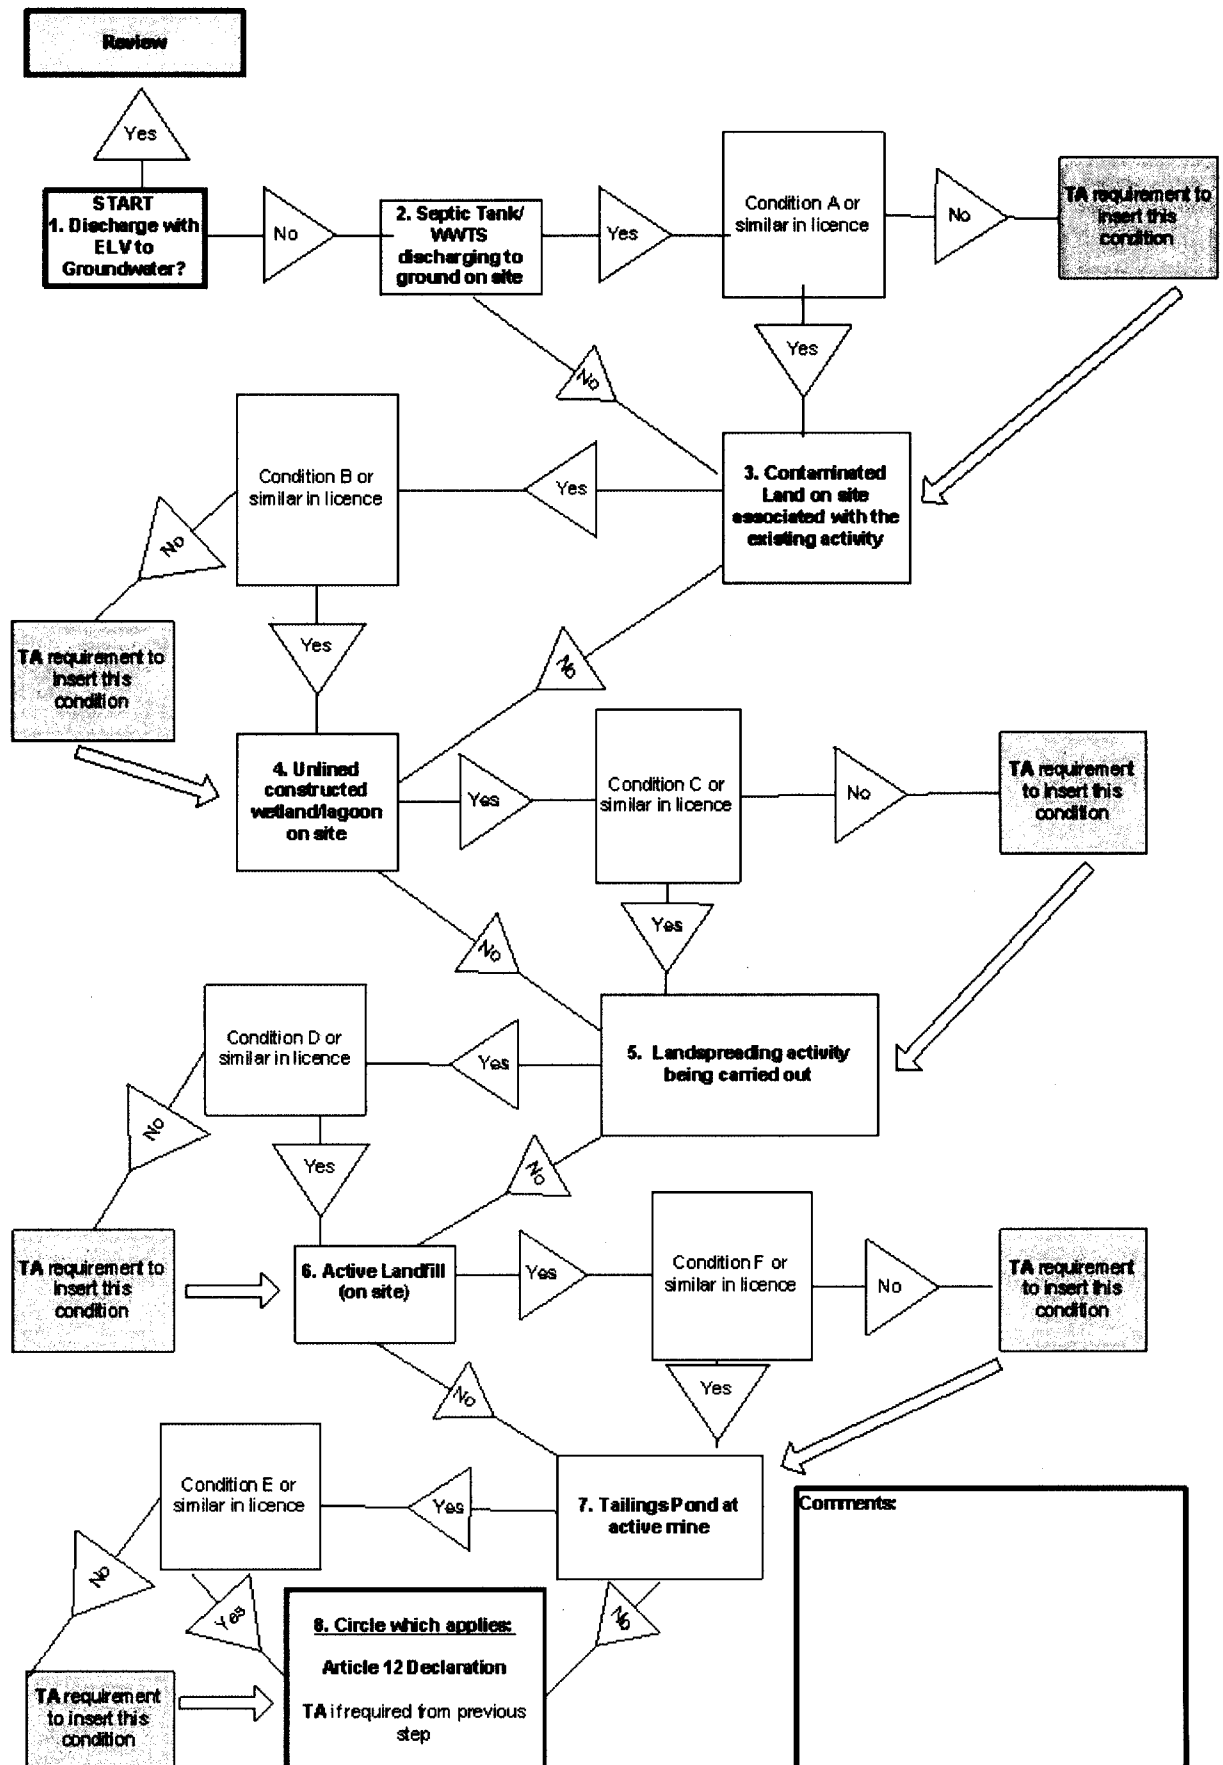 Review
Yes
START
1. Discharge with
ELV to
Groundwater?
No
2. Septic Tank/
WWTS
discharging to
ground on site
Yes
Condition A or
similar in licence
No
TA requirement to
insert this
condition
Yes
No
3. Contaminated
Land on site
associated with the
existing activity
Yes
Condition B or
similar in licence
No
TA requirement to
insert this
condition
Yes
No
4. Unlined
constructed
wetland/lagoon
on site
Yes
Condition C or
similar in licence
No
TA requirement
to insert this
condition
Yes
No
5. Landspreading activity
being carried out
Yes
Condition D or
similar in licence
No
TA requirement to
insert this
condition
Yes
No
6. Active Landfill
(on site)
Yes
Condition F or
similar in licence
No
TA requirement
to insert this
condition
Yes
No
7. Tailings Pond at
active mine
Yes
Condition E or
similar in licence
No
TA requirement
to insert this
condition
Yes
No
8. Circle which applies:
Article 12 Declaration
TA if required from previous
step
Comments: